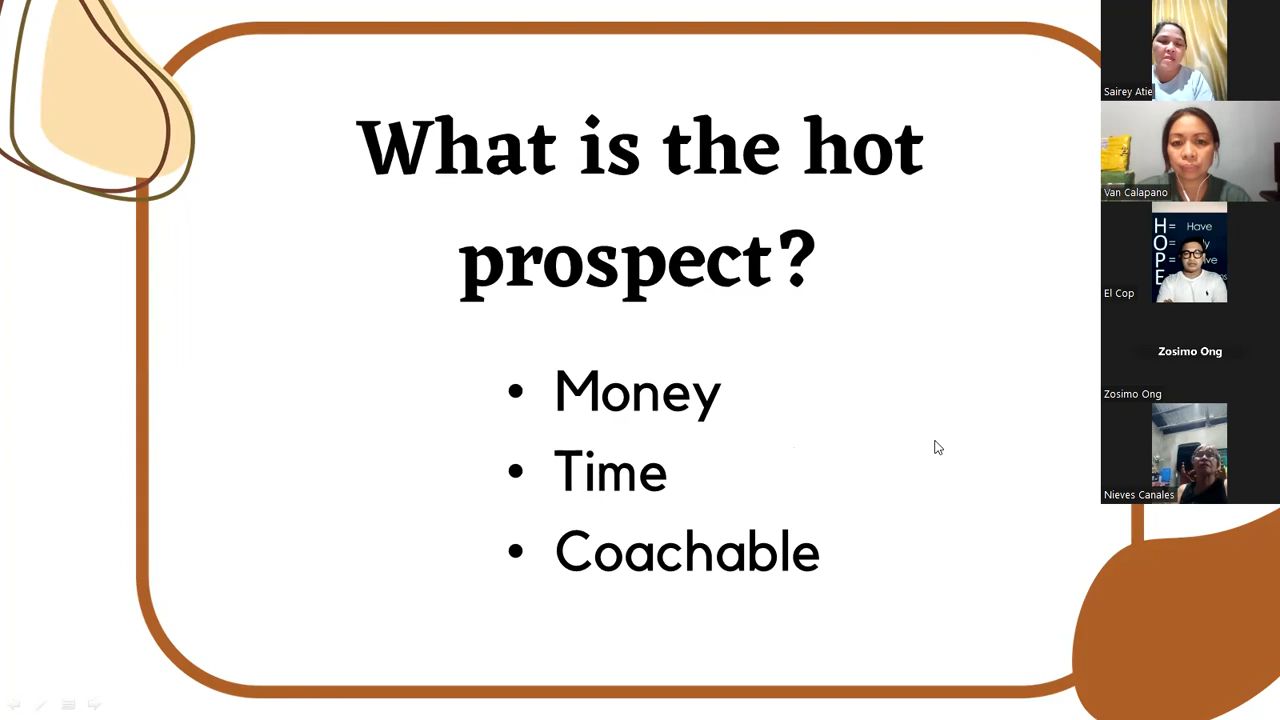 What is the hot
prospect?
• Money
• Time
• Coachable
Sairey Atie
Van Calapano
H= Have
O=
P=
E
El Cop
Zosimo Ong
Zosimo Ong
Nieves Canales